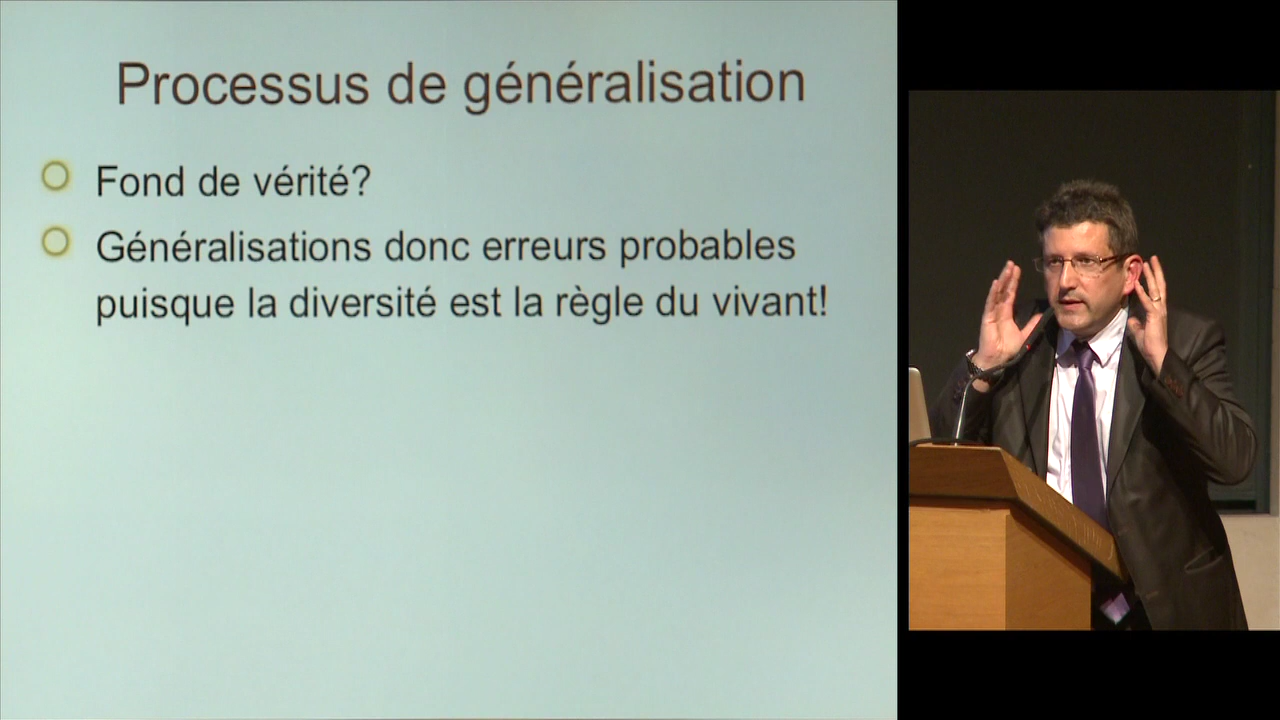 Processus de généralisation
Fond de vérité?
Généralisations donc erreurs probables
puisque la diversité est la règle du vivant!